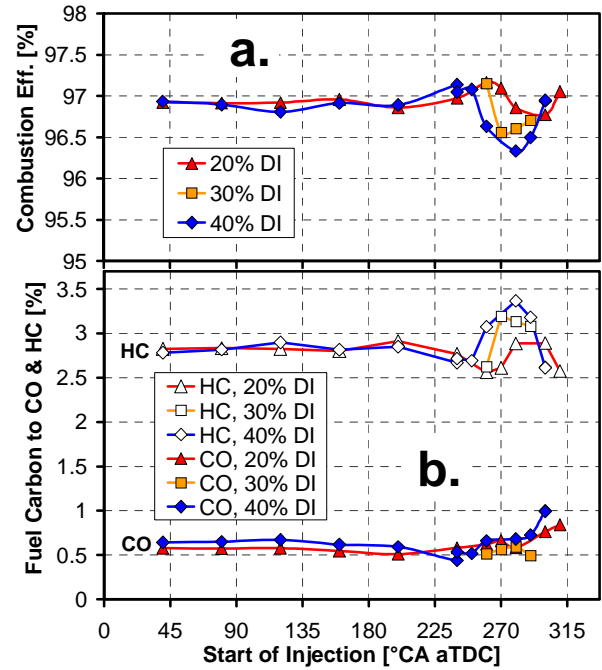 Combustion Eff. [%]
98
97.5
97
96.5
96
95.5
95
a.
20% DI
30% DI
40% DI
Fuel Carbon to CO & HC [%]
3.5
3
2.5
2
1.5
1
0.5
0
HC
HC, 20% DI
HC, 30% DI
HC, 40% DI
CO, 20% DI
CO, 30% DI
CO, 40% DI
b.
CO
0 45 90 135 180 225 270 315
Start of Injection [°CA aTDC]